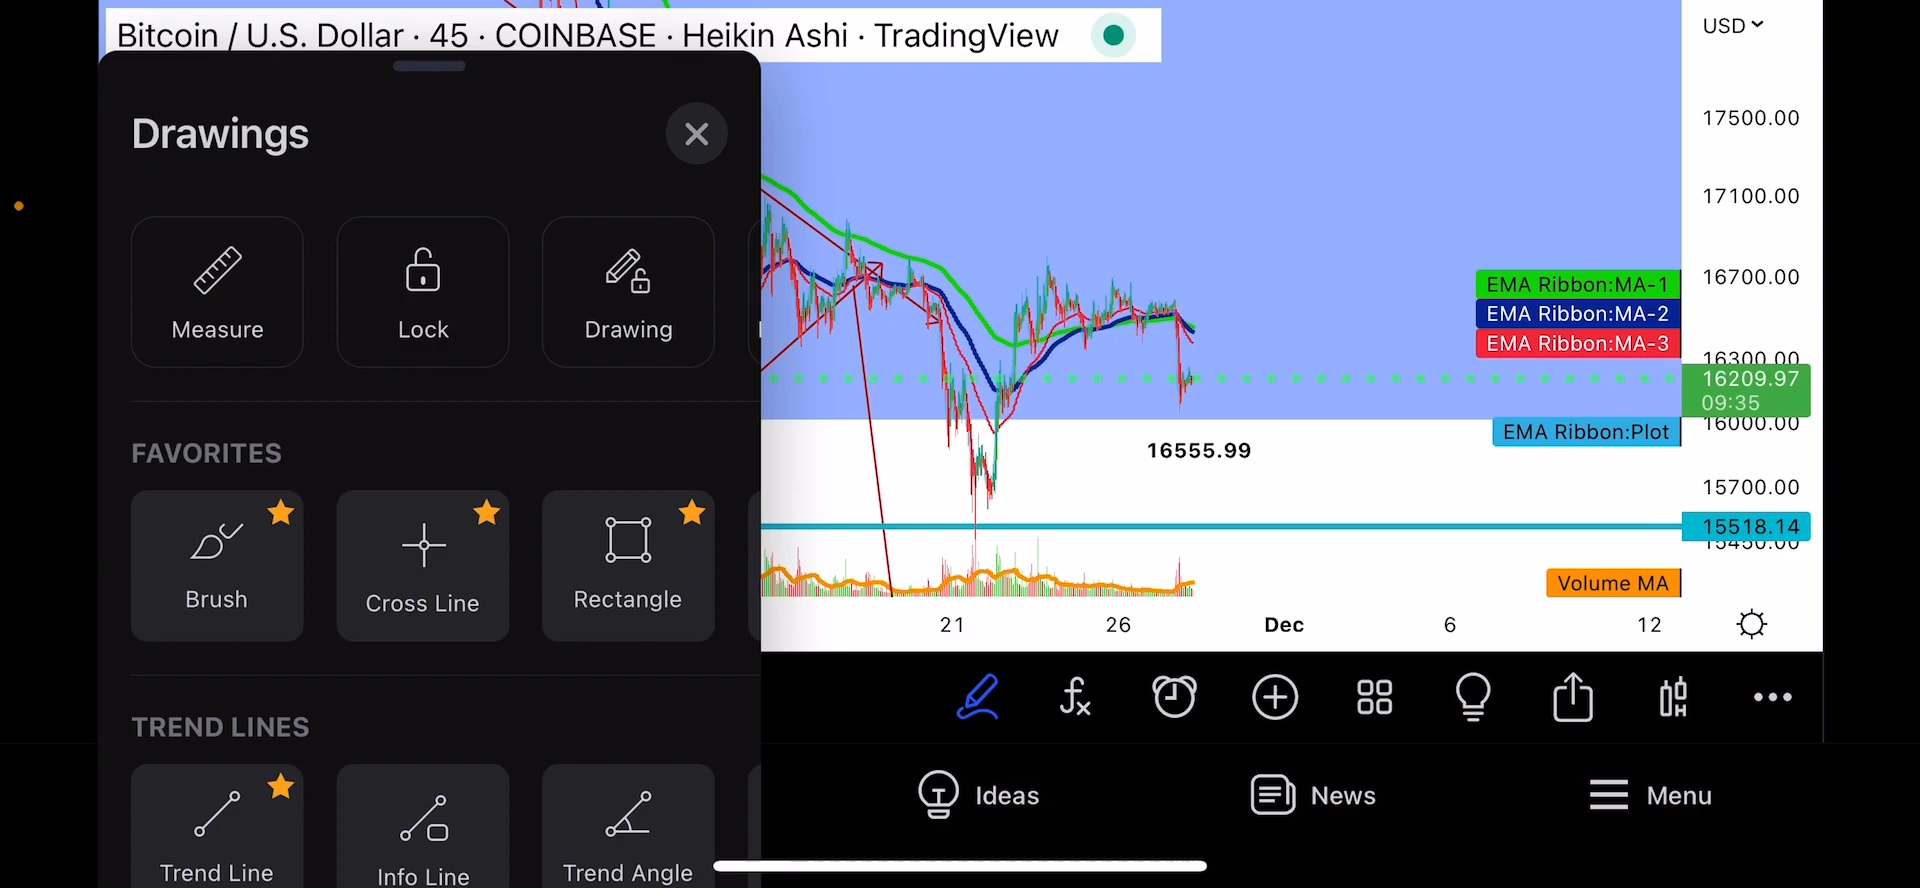 Bitcoin / U.S. Dollar · 45 · COINBASE · Heikin Ashi · TradingView
USD
Drawings
Measure
Lock
Drawing
FAVORITES
Brush
Cross Line
Rectangle
TREND LINES
Trend Line
Info Line
Trend Angle
17500.00
17100.00
16700.00
16300.00
16209.97
09:35
16000.00
15700.00
15518.14
15450.00
EMA Ribbon:MA-1
EMA Ribbon:MA-2
EMA Ribbon:MA-3
EMA Ribbon:Plot
16555.99
Volume MA
21
26
Dec
6
12
Ideas
News
Menu